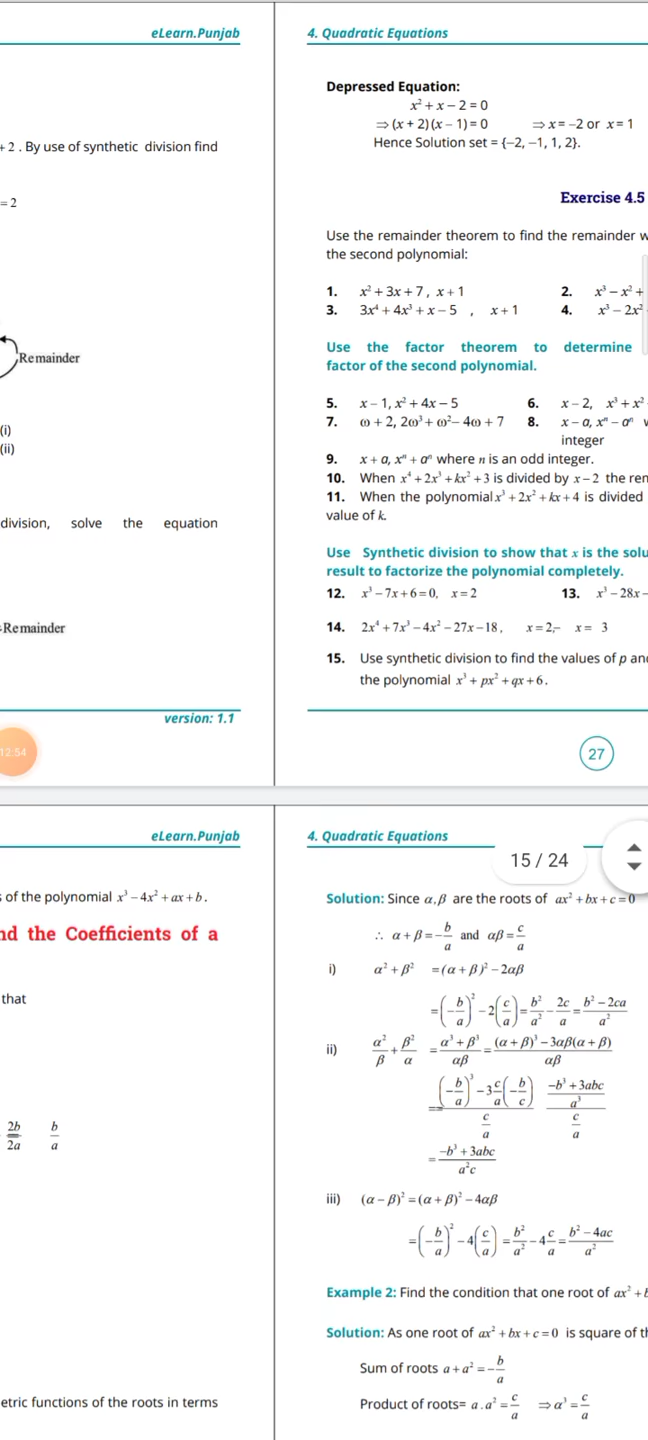 eLearn.Punjab
+ 2 . By use of synthetic division find
= 2
Remainder
(i)
(ii)
division, solve the equation
Remainder
version: 1.1
12:54
4. Quadratic Equations
Depressed Equation:
x² + x − 2 = 0
⇒ (x + 2)(x − 1) = 0 ⇒ x = −2 or x = 1
Hence Solution set = {−2, −1, 1, 2}.
Exercise 4.5
Use the remainder theorem to find the remainder w
the second polynomial:
1. x² + 3x + 7 , x + 1 2. x³ − x² +
3. 3x⁴ + 4x³ + x − 5 , x + 1 4. x³ − 2x²
Use the factor theorem to determine
factor of the second polynomial.
5. x − 1, x² + 4x − 5 6. x − 2, x³ + x²
7. ω + 2, 2ω³ + ω² − 4ω + 7 8. x − a, xⁿ − aⁿ
integer
9. x + a, xⁿ + aⁿ where n is an odd integer.
10. When x⁴ + 2x³ + kx² + 3 is divided by x − 2 the rem
11. When the polynomial x³ + 2x² + kx + 4 is divided
value of k.
Use Synthetic division to show that x is the solu
result to factorize the polynomial completely.
12. x³ − 7x + 6 = 0, x = 2 13. x³ − 28x −
14. 2x⁴ + 7x³ − 4x² − 27x − 18, x = 2,− x = 3
15. Use synthetic division to find the values of p and
the polynomial x³ + px² + qx + 6.
27
eLearn.Punjab
of the polynomial x³ − 4x² + ax + b.
nd the Coefficients of a
that
2b/2a b/a
etric functions of the roots in terms
4. Quadratic Equations
15 / 24
Solution: Since α,β are the roots of ax² + bx + c = 0
∴ α + β = −b/a and αβ = c/a
i) α² + β² = (α + β)² − 2αβ
= (−b/a)² − 2(c/a) = b²/a² − 2c/a = (b² − 2ca)/a²
ii) α²/β + β²/α = (α³ + β³)/αβ = ((α + β)³ − 3αβ(α + β))/αβ
= ((−b/a)³ − 3 c/a (−b/c))/(c/a) ((−b³ + 3abc)/a³)/(c/a)
= (−b³ + 3abc)/a²c
iii) (α − β)² = (α + β)² − 4αβ
= (−b/a)² − 4(c/a) = b²/a² − 4 c/a = (b² − 4ac)/a²
Example 2: Find the condition that one root of ax² + b
Solution: As one root of ax² + bx + c = 0 is square of th
Sum of roots a + a² = −b/a
Product of roots= a . a² = c/a ⇒ α³ = c/a